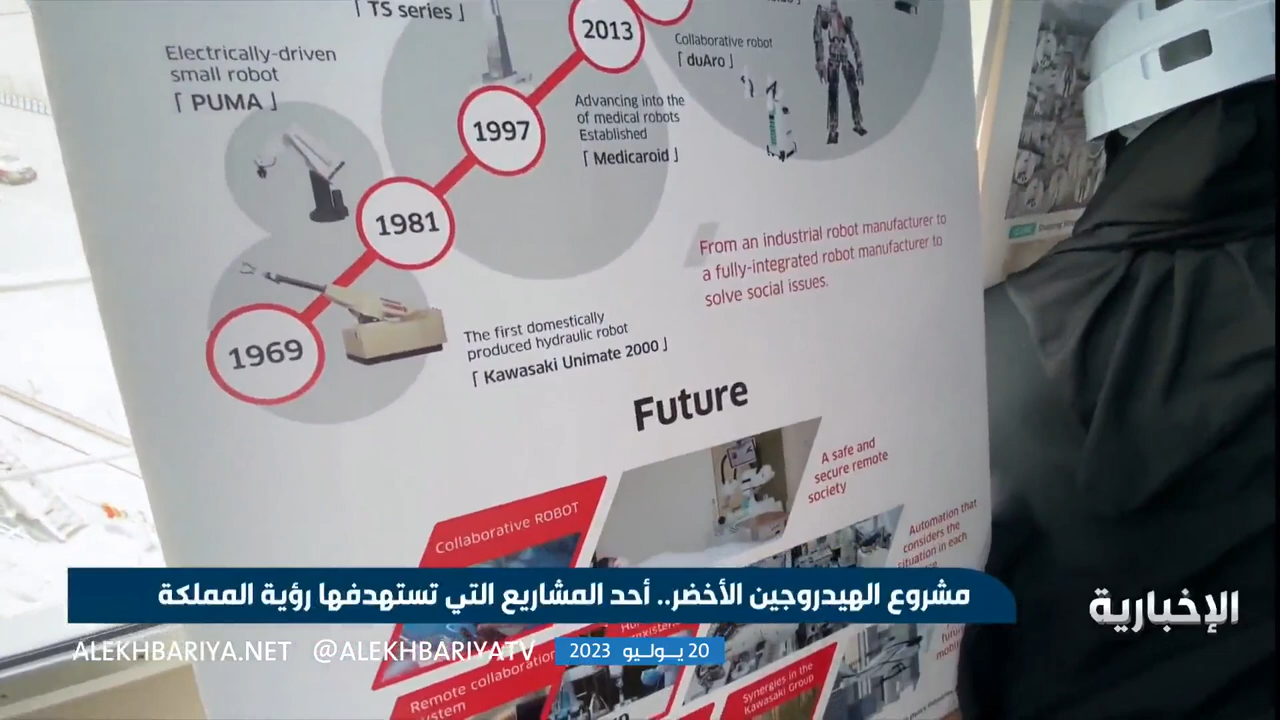 「 TS series 」
2013
Electrically-driven
small robot
「 PUMA 」
Collaborative robot
「 duAro 」
1997
Advancing into the
of medical robots
Established
「 Medicaroid 」
1981
From an industrial robot manufacturer to
a fully-integrated robot manufacturer to
solve social issues.
1969
The first domestically
produced hydraulic robot
「 Kawasaki Unimate 2000 」
Future
A safe and
secure remote
society
Collaborative ROBOT
Automation that
considers the
situation in each
مشروع الهيدروجين الأخضر.. أحد المشاريع التي تستهدفها رؤية المملكة
الإخبارية
ALEKHBARIYA.NET @ALEKHBARIYATV
20 يوليو 2023
Remote collaboration
system
Synergies in the
Kawasaki Group